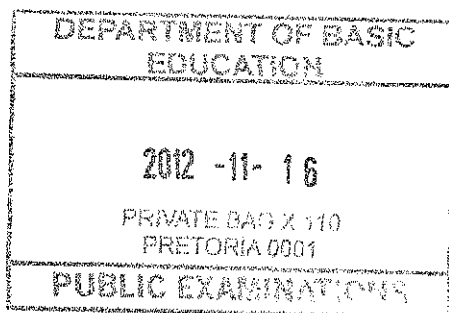 DEPARTMENT OF BASIC
EDUCATION
2012 -11- 16
PRIVATE BAG X 110
PRETORIA 0001
PUBLIC EXAMINATIONS